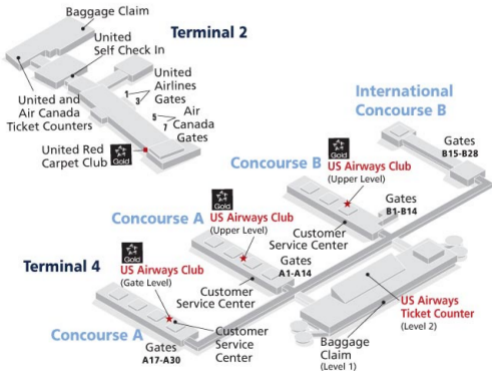 Baggage Claim
Terminal 2
United
Self Check In
United
Airlines
Gates
1
3
5
7
Air
Canada
Gates
United and
Air Canada
Ticket Counters
United Red
Carpet Club
Gold
International
Concourse B
Gates
B15-B28
Concourse B
Gold
US Airways Club
(Upper Level)
Gates
B1-B14
Customer
Service Center
Concourse A
Gold
US Airways Club
(Upper Level)
Gates
A1-A14
Customer
Service Center
Terminal 4
Gold
US Airways Club
(Gate Level)
Concourse A
Gates
A17-A30
Customer
Service
Center
US Airways
Ticket Counter
(Level 2)
Baggage
Claim
(Level 1)